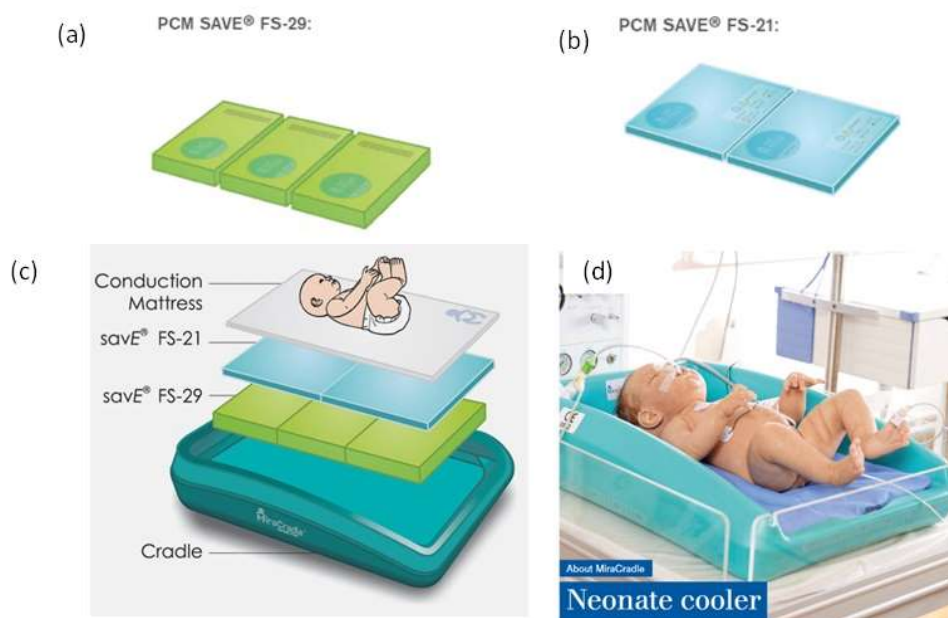 (a)
PCM SAVE® FS-29:
(b)
PCM SAVE® FS-21:
(c)
Conduction
Mattress
savE® FS-21
savE® FS-29
MiraCradle
Cradle
(d)
About MiraCradle
Neonate cooler